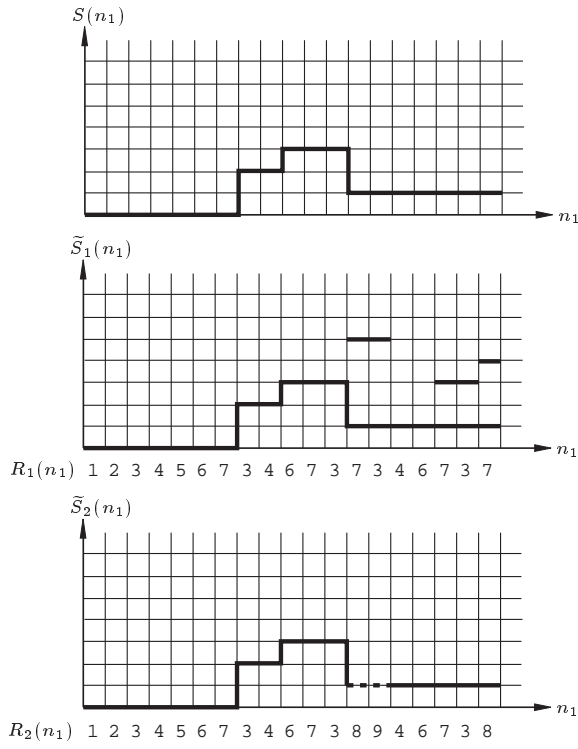 S(n₁)
n₁
S̃₁(n₁)
n₁
R₁(n₁) 1 2 3 4 5 6 7 3 4 6 7 3 7 9 4 6 7 3 7
S̃₂(n₁)
n₁
R₂(n₁) 1 2 3 4 5 6 7 3 4 6 7 3 8 9 4 6 7 3 8